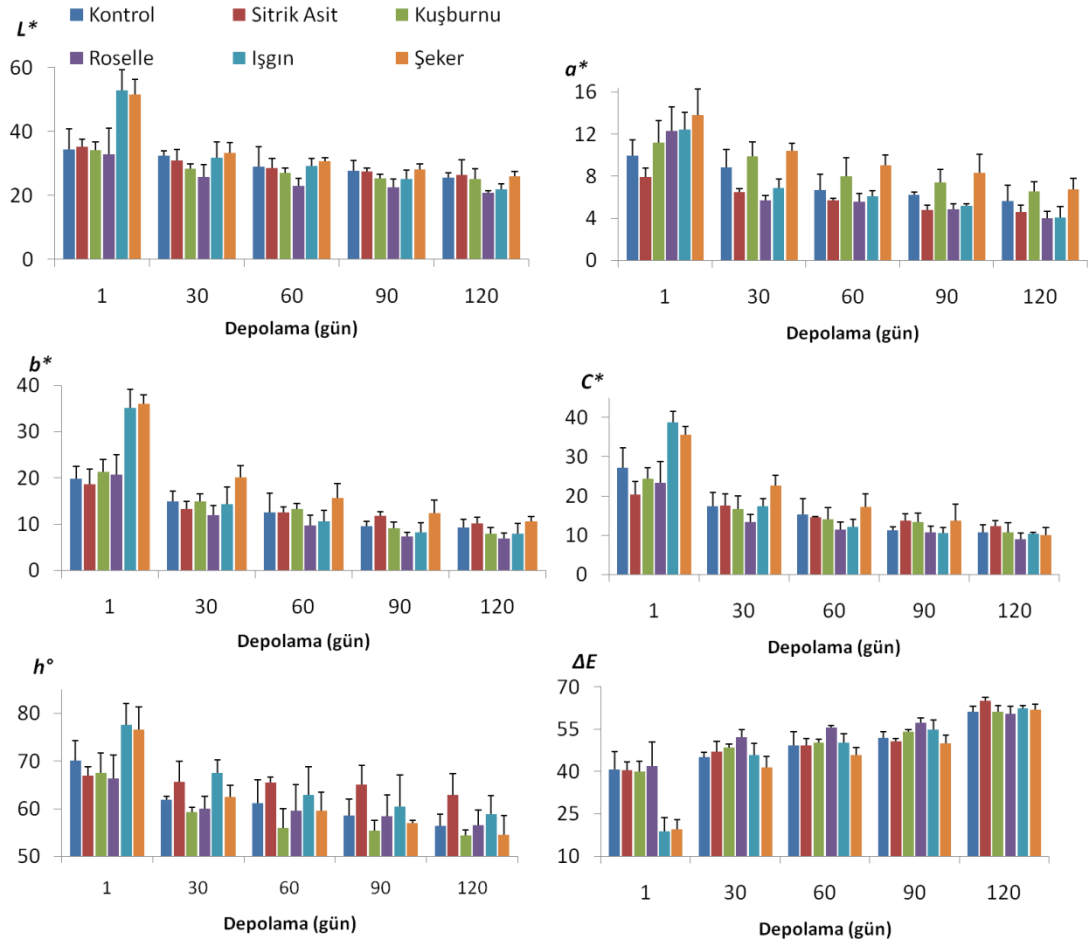 Kontrol Sitrik Asit Kuşburnu
Roselle Işgın Şeker
L*
60
40
20
0
1 30 60 90 120
Depolama (gün)
a*
16
12
8
4
0
1 30 60 90 120
Depolama (gün)
b*
40
30
20
10
0
1 30 60 90 120
Depolama (gün)
C*
40
30
20
10
0
1 30 60 90 120
Depolama (gün)
h°
80
70
60
50
1 30 60 90 120
Depolama (gün)
ΔE
70
55
40
25
10
1 30 60 90 120
Depolama (gün)